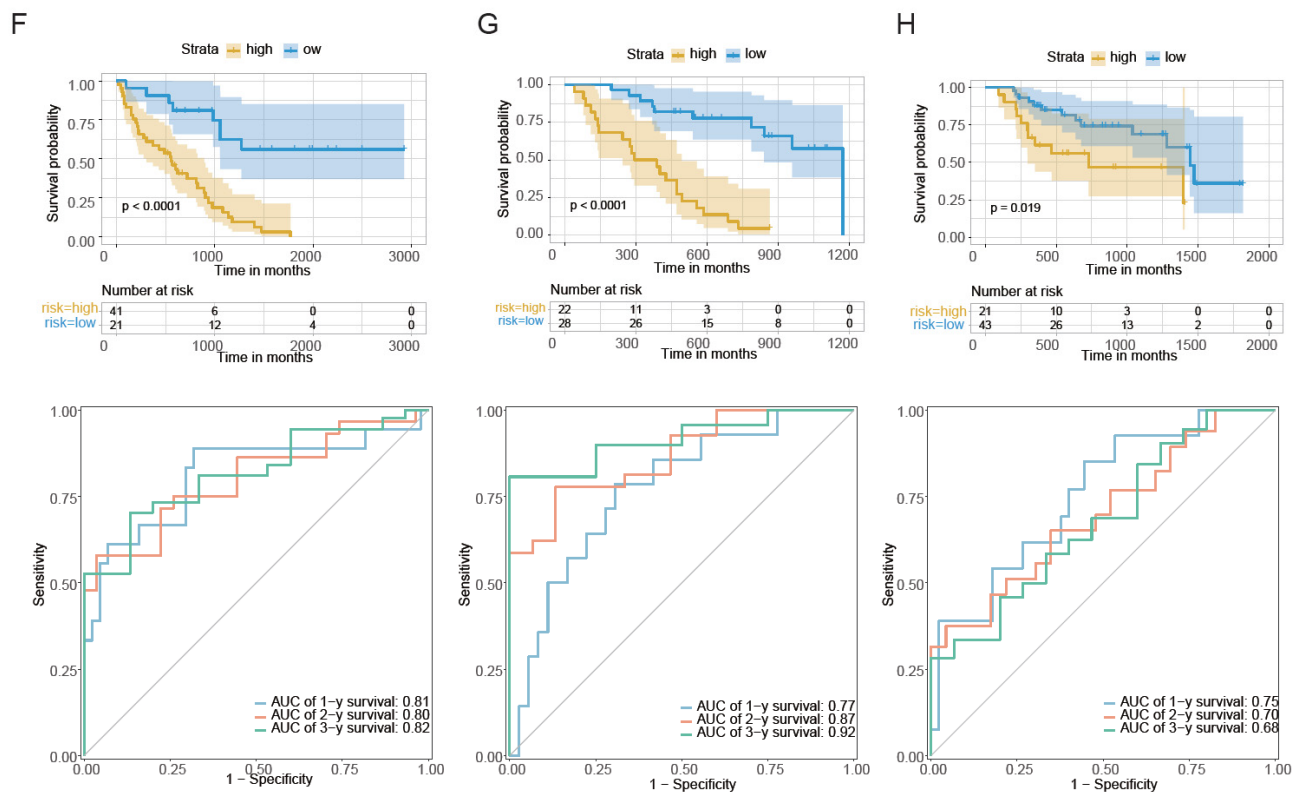 F
Strata high ow
Survival probability
1.00
0.75
0.50
0.25
0.00
p < 0.0001
0 1000 2000 3000
Time in months
Number at risk
risk=high 41 6 0 0
risk=low 21 12 4 0
0 1000 2000 3000
Time in months
G
Strata high low
Survival probability
1.00
0.75
0.50
0.25
0.00
p < 0.0001
0 300 600 900 1200
Time in months
Number at risk
risk=high 22 11 3 0 0
risk=low 28 26 15 8 0
0 300 600 900 1200
Time in months
H
Strata high low
Survival probability
1.00
0.75
0.50
0.25
0.00
p = 0.019
0 500 1000 1500 2000
Time in months
Number at risk
risk=high 21 10 3 0 0
risk=low 43 26 13 2 0
0 500 1000 1500 2000
Time in months
Sensitivity
1.00
0.75
0.50
0.25
0.00
AUC of 1-y survival: 0.81
AUC of 2-y survival: 0.80
AUC of 3-y survival: 0.82
0.00 0.25 0.50 0.75 1.00
1 - Specificity
Sensitivity
1.00
0.75
0.50
0.25
0.00
AUC of 1-y survival: 0.77
AUC of 2-y survival: 0.87
AUC of 3-y survival: 0.92
0.00 0.25 0.50 0.75 1.00
1 - Specificity
Sensitivity
1.00
0.75
0.50
0.25
0.00
AUC of 1-y survival: 0.75
AUC of 2-y survival: 0.70
AUC of 3-y survival: 0.68
0.00 0.25 0.50 0.75 1.00
1 - Specificity